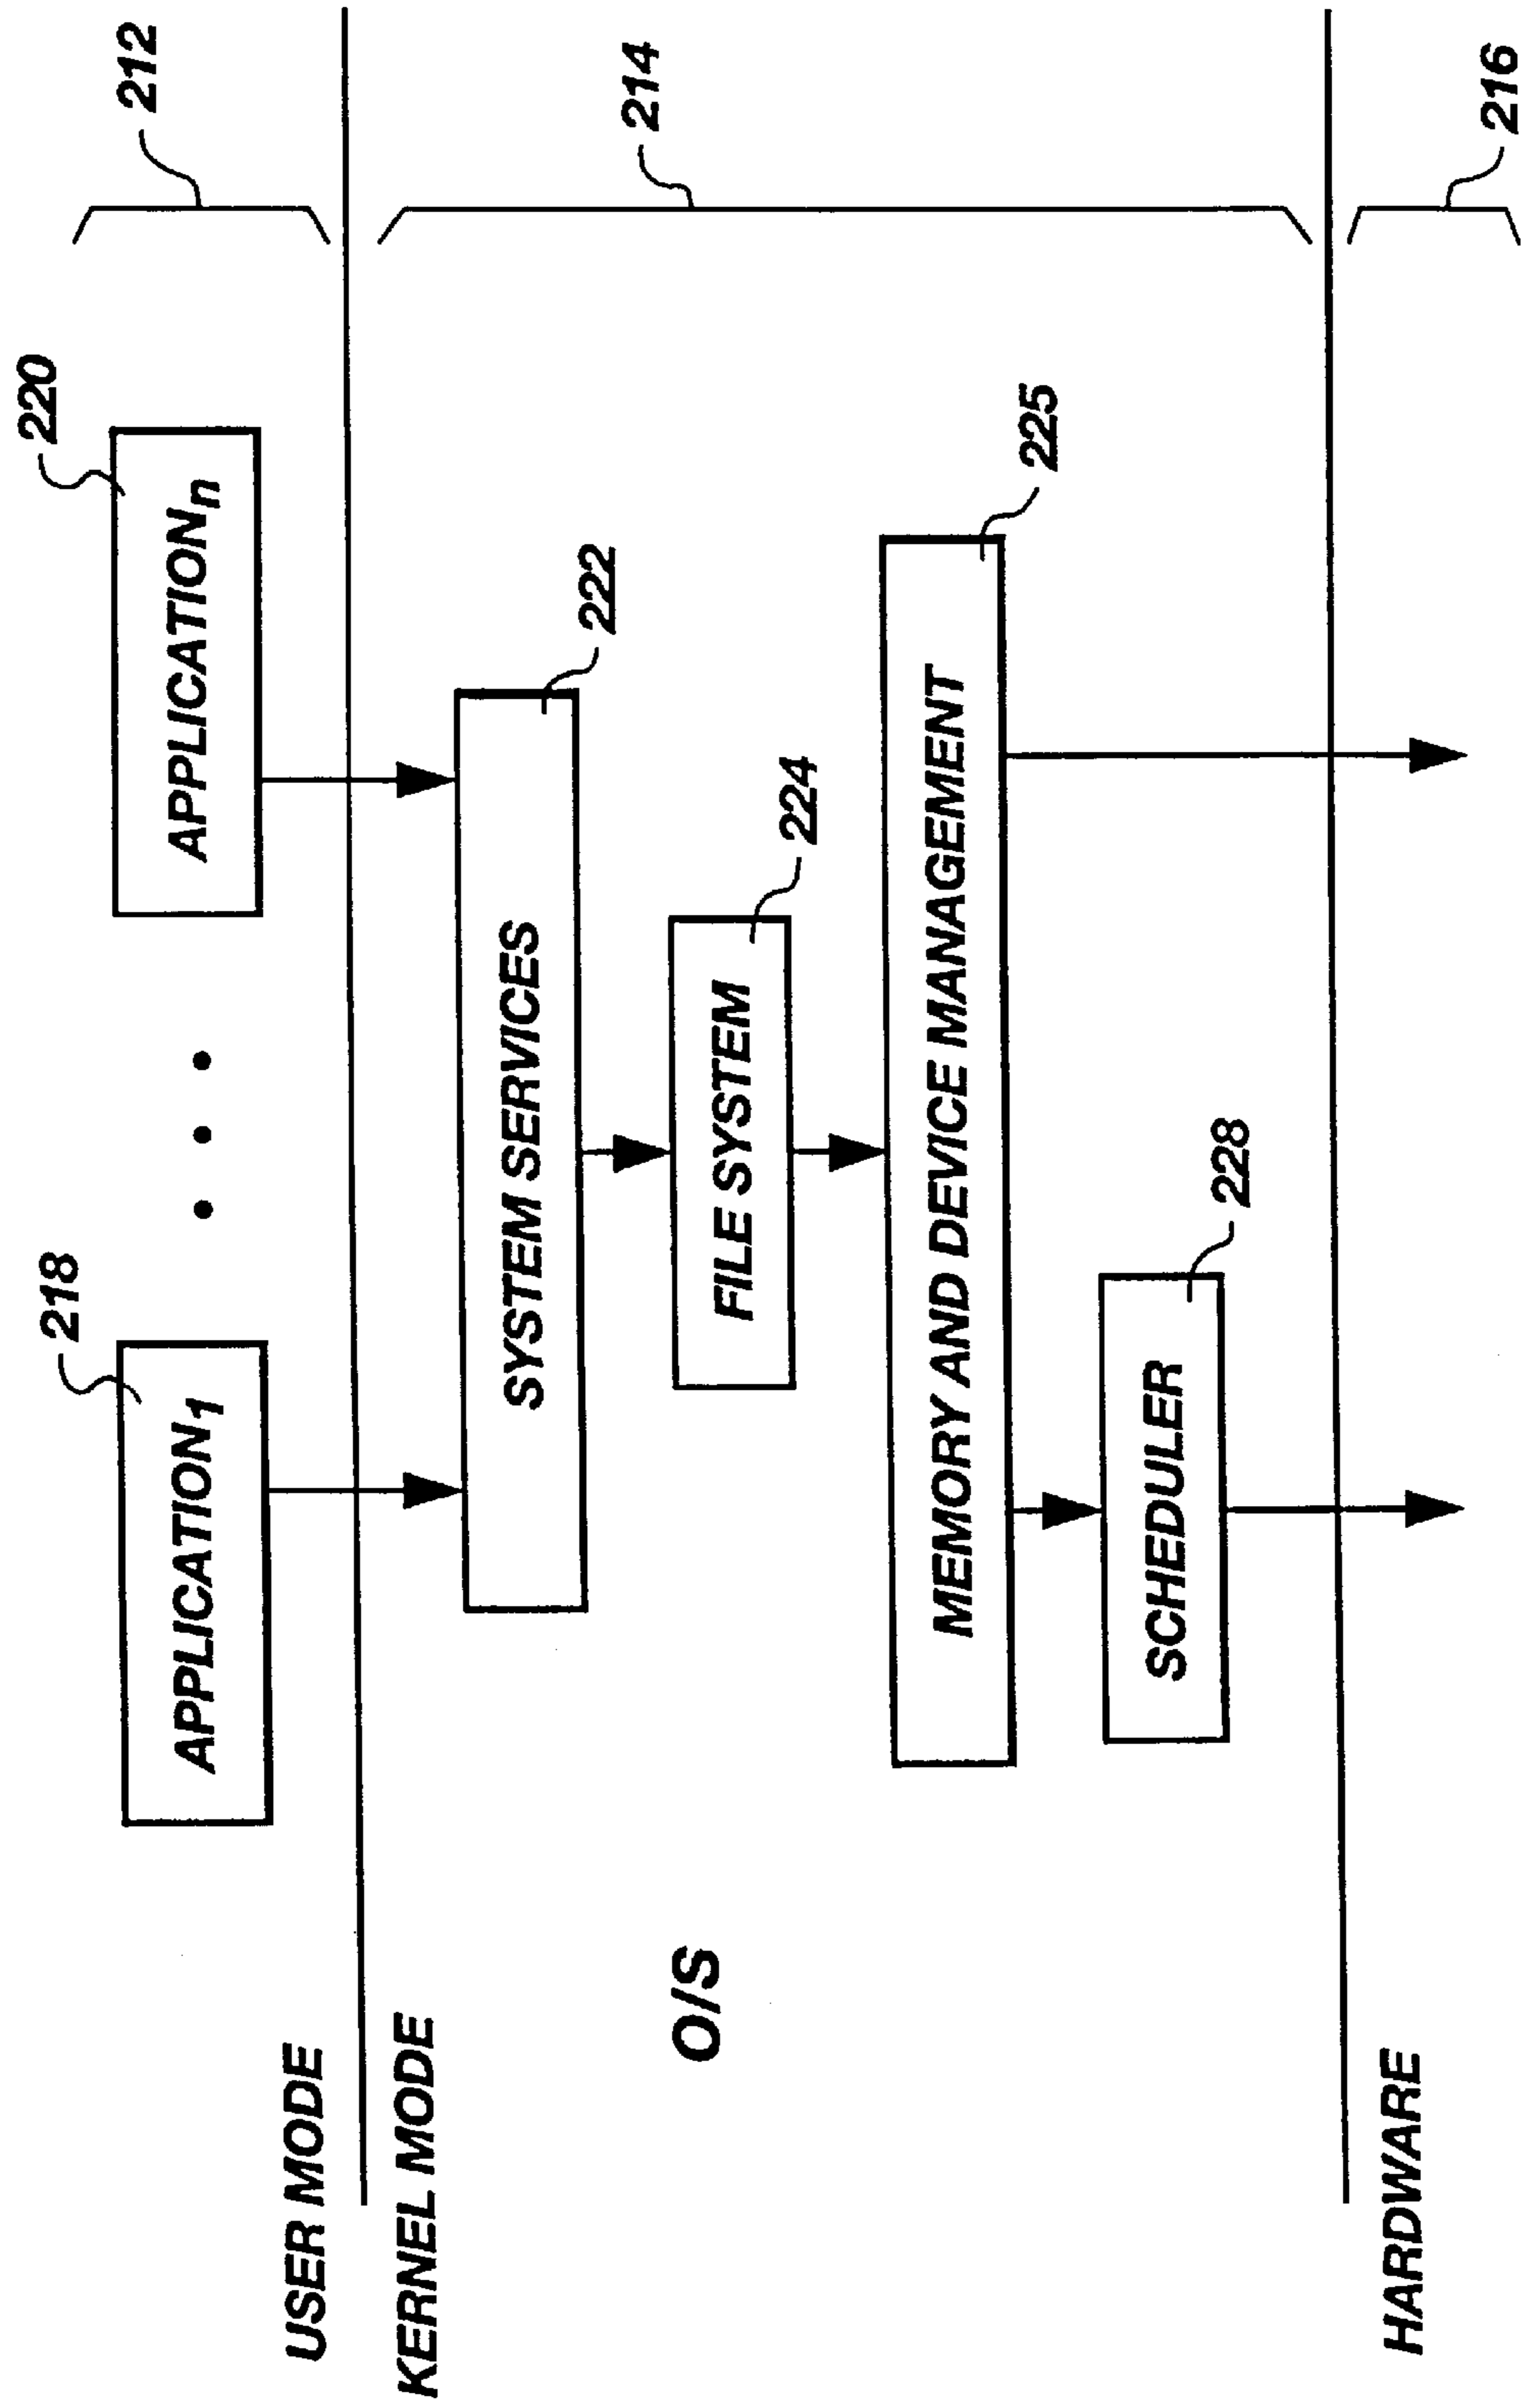 218
220
212
APPLICATION1
APPLICATIONn
USER MODE
KERNEL MODE
222
SYSTEM SERVICES
214
O/S
224
FILE SYSTEM
225
MEMORY AND DEVICE MANAGEMENT
228
SCHEDULER
HARDWARE
216